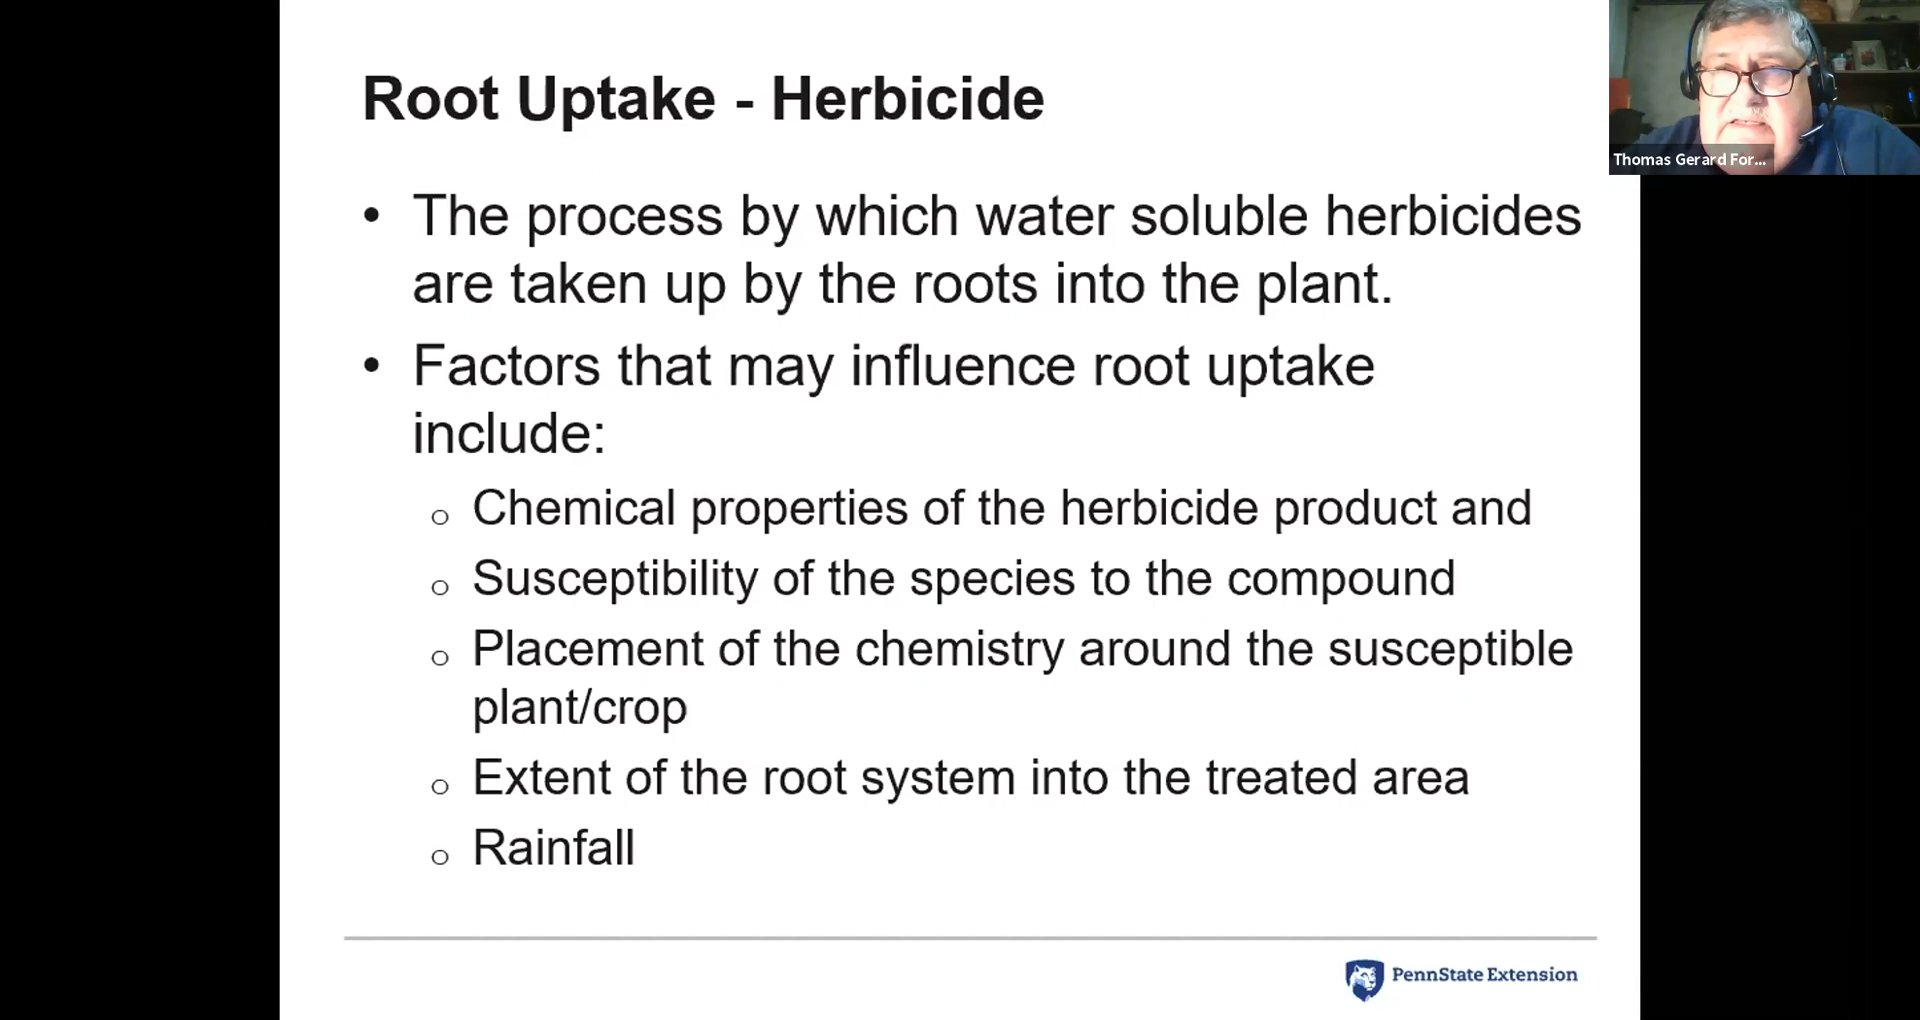 Root Uptake - Herbicide
Thomas Gerard For...
• The process by which water soluble herbicides
are taken up by the roots into the plant.
• Factors that may influence root uptake
include:
o Chemical properties of the herbicide product and
o Susceptibility of the species to the compound
o Placement of the chemistry around the susceptible
plant/crop
o Extent of the root system into the treated area
o Rainfall
PennState Extension